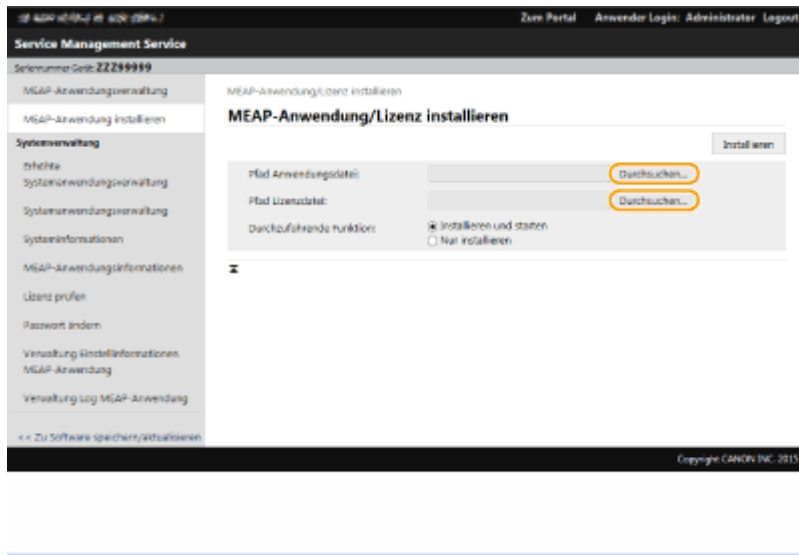 Zum Portal Anwender Login: Administrator Logout
Service Management Service
Seriennummer Gerät: ZZZ99999
MEAP-Anwendungsverwaltung
MEAP-Anwendung installieren
Systemverwaltung
Erhöhte
Systemanwendungsverwaltung
Systemanwendungsverwaltung
Systeminformationen
MEAP-Anwendungsinformationen
Lizenz prüfen
Passwort ändern
Verwaltung Einstellinformationen
MEAP-Anwendung
Verwaltung Log MEAP-Anwendung
<< Zu Software speichern/aktualisieren
MEAP-Anwendung/Lizenz installieren
MEAP-Anwendung/Lizenz installieren
Installieren
Pfad Anwendungsdatei: Durchsuchen...
Pfad Lizenzdatei: Durchsuchen...
Durchzuführende Funktion: Installieren und starten
Nur installieren
Copyright CANON INC. 2015